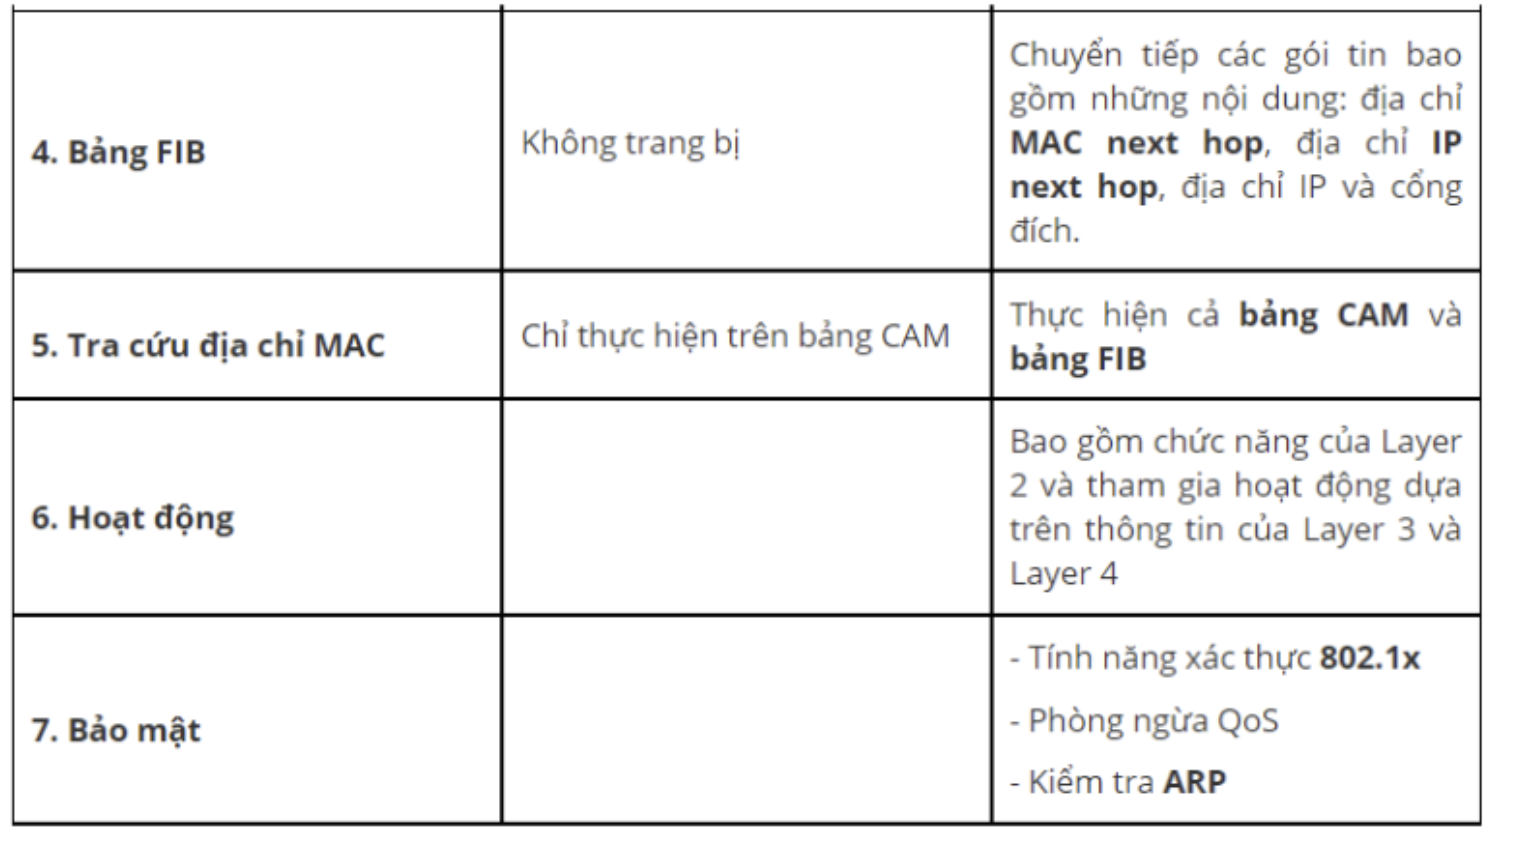 4. Bảng FIB
Không trang bị
Chuyển tiếp các gói tin bao
gồm những nội dung: địa chỉ
MAC next hop, địa chỉ IP
next hop, địa chỉ IP và cổng
đích.
5. Tra cứu địa chỉ MAC
Chỉ thực hiện trên bảng CAM
Thực hiện cả bảng CAM và
bảng FIB
6. Hoạt động
Bao gồm chức năng của Layer
2 và tham gia hoạt động dựa
trên thông tin của Layer 3 và
Layer 4
7. Bảo mật
- Tính năng xác thực 802.1x
- Phòng ngừa QoS
- Kiểm tra ARP